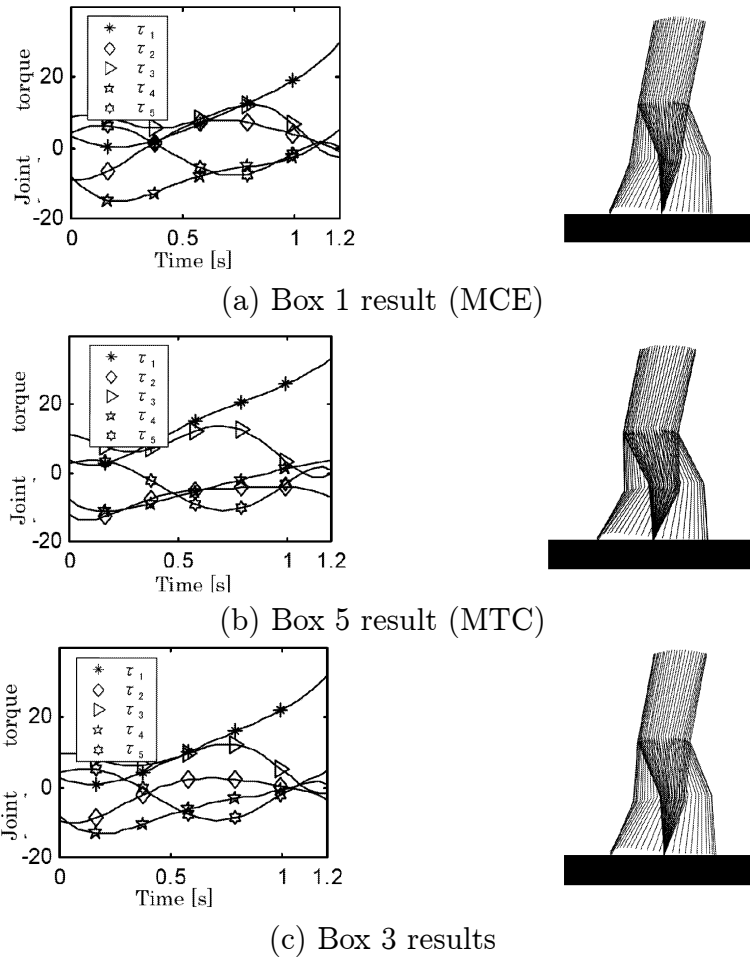 τ 1
τ 2
τ 3
τ 4
τ 5
Joint torque
20
0
-20
0 0.5 1 1.2
Time [s]
(a) Box 1 result (MCE)
τ 1
τ 2
τ 3
τ 4
τ 5
Joint torque
20
0
-20
0 0.5 1 1.2
Time [s]
(b) Box 5 result (MTC)
τ 1
τ 2
τ 3
τ 4
τ 5
Joint torque
20
0
-20
0 0.5 1 1.2
Time [s]
(c) Box 3 results